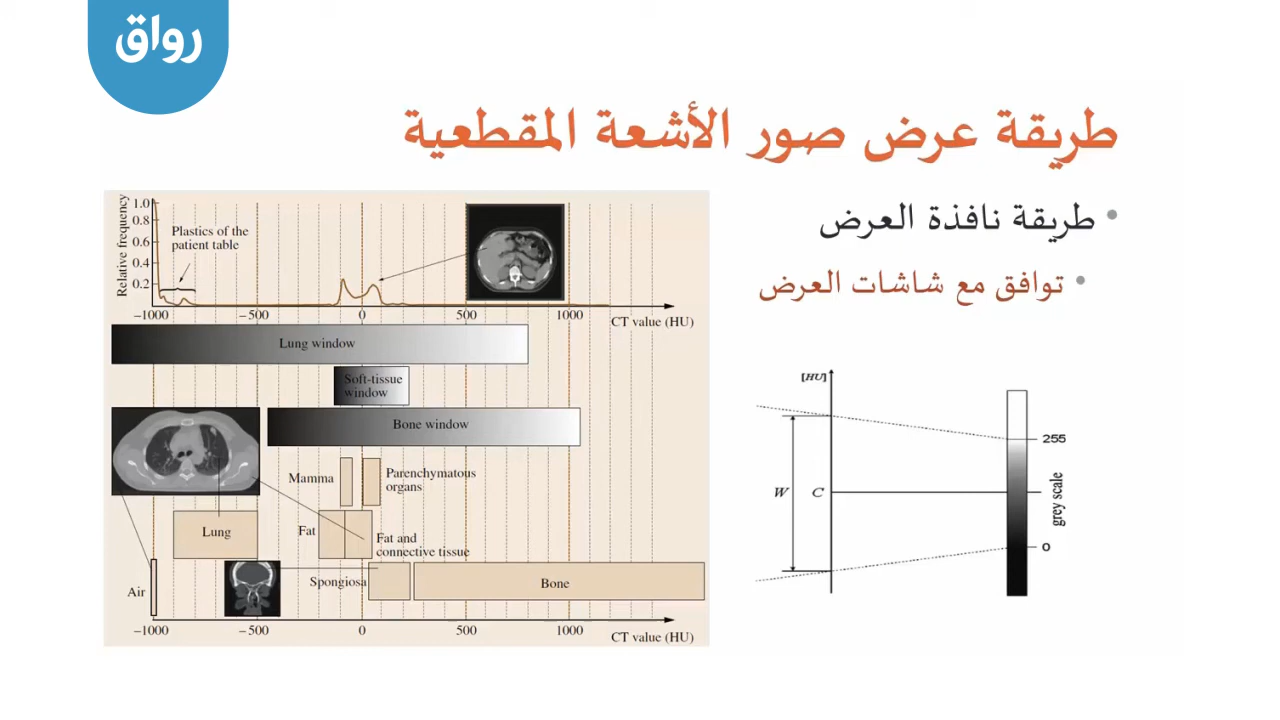 رواق
طريقة عرض صور الأشعة المقطعية
• طريقة نافذة العرض
• توافق مع شاشات العرض
Relative frequency
1.0
0.8
0.6
0.4
0.2
Plastics of the
patient table
−1000 −500 0 500 1000
CT value (HU)
Lung window
Soft-tissue
window
Bone window
Mamma
Parenchymatous
organs
Lung
Fat
Fat and
connective tissue
Spongiosa
Bone
Air
−1000 −500 0 500 1000
CT value (HU)
[HU]
W
C
255
0
grey scale